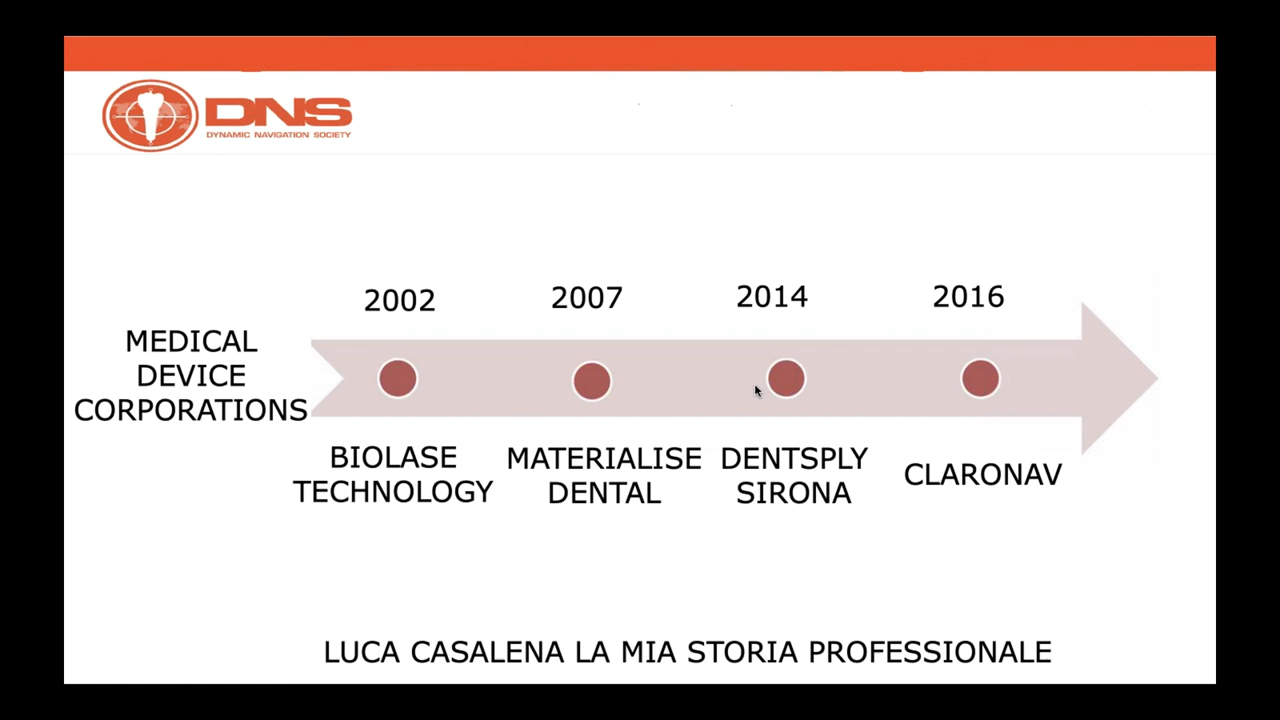 DNS
DYNAMIC NAVIGATION SOCIETY
2002
2007
2014
2016
MEDICAL
DEVICE
CORPORATIONS
BIOLASE
TECHNOLOGY
MATERIALISE
DENTAL
DENTSPLY
SIRONA
CLARONAV
LUCA CASALENA LA MIA STORIA PROFESSIONALE